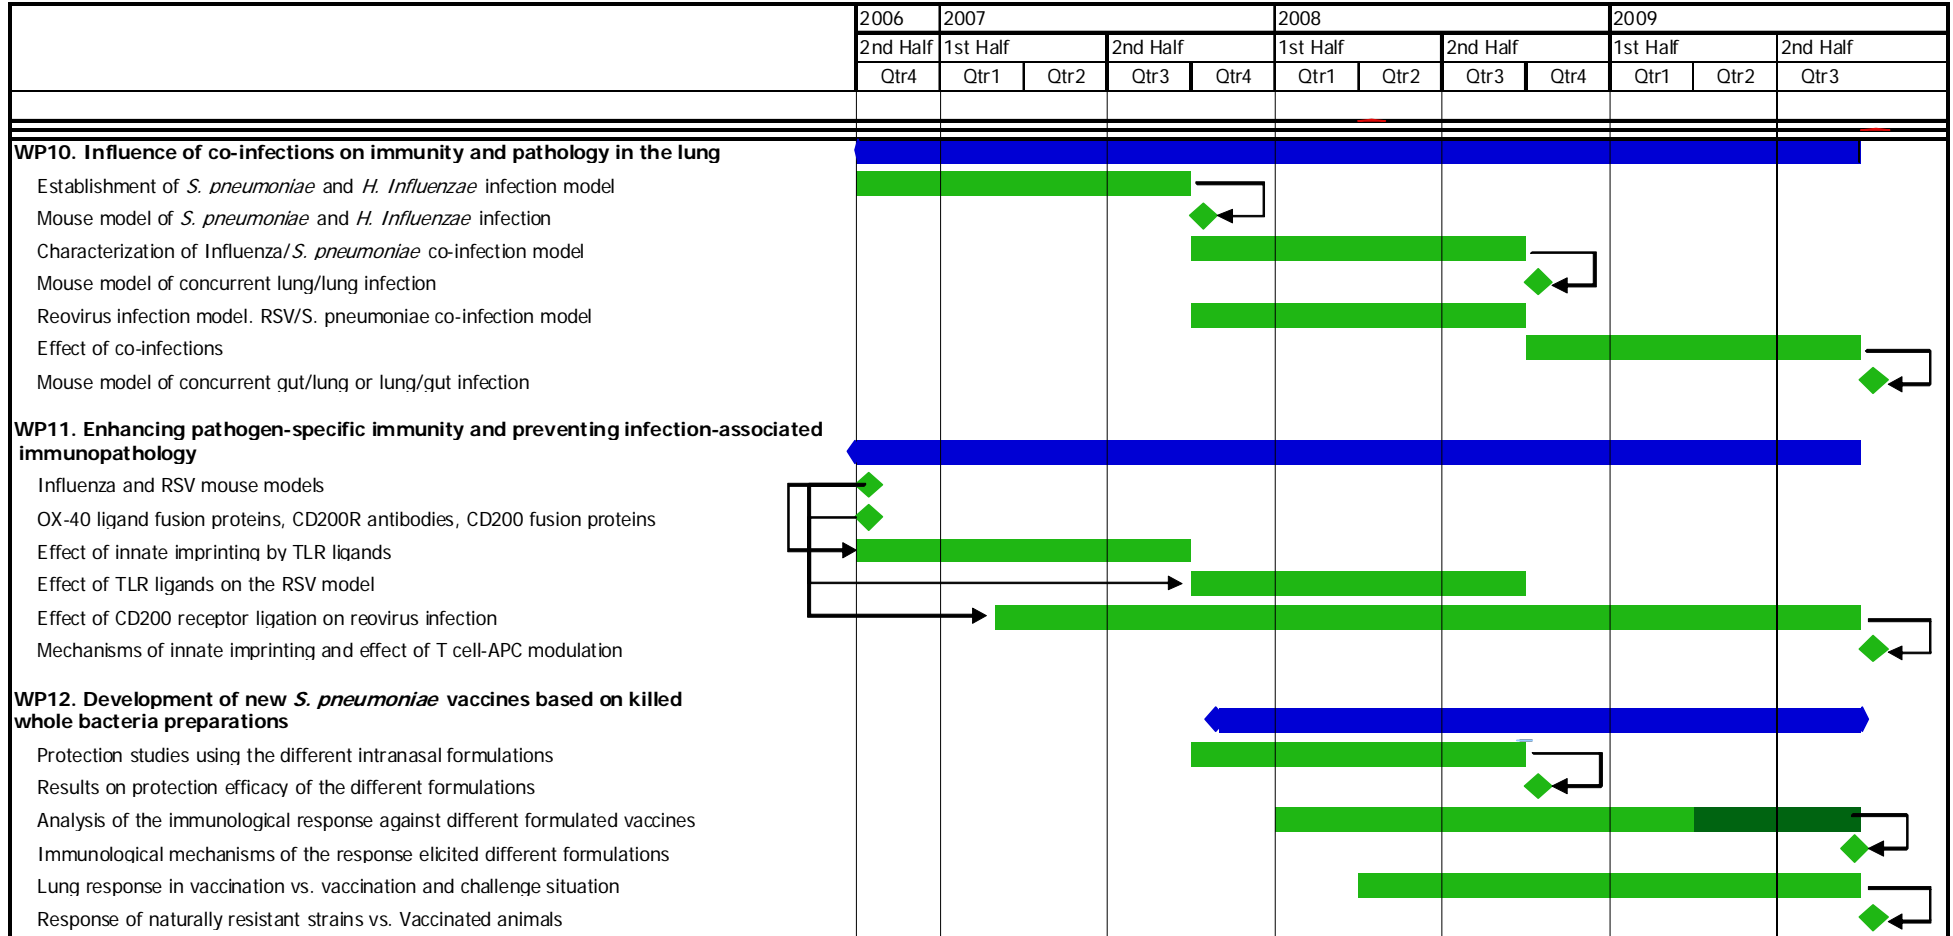 2006 2007 2008 2009
2nd Half 1st Half 2nd Half 1st Half 2nd Half 1st Half 2nd Half
Qtr4 Qtr1 Qtr2 Qtr3 Qtr4 Qtr1 Qtr2 Qtr3 Qtr4 Qtr1 Qtr2 Qtr3
WP10. Influence of co-infections on immunity and pathology in the lung
Establishment of S. pneumoniae and H. Influenzae infection model
Mouse model of S. pneumoniae and H. Influenzae infection
Characterization of Influenza/S. pneumoniae co-infection model
Mouse model of concurrent lung/lung infection
Reovirus infection model. RSV/S. pneumoniae co-infection model
Effect of co-infections
Mouse model of concurrent gut/lung or lung/gut infection
WP11. Enhancing pathogen-specific immunity and preventing infection-associated
immunopathology
Influenza and RSV mouse models
OX-40 ligand fusion proteins, CD200R antibodies, CD200 fusion proteins
Effect of innate imprinting by TLR ligands
Effect of TLR ligands on the RSV model
Effect of CD200 receptor ligation on reovirus infection
Mechanisms of innate imprinting and effect of T cell-APC modulation
WP12. Development of new S. pneumoniae vaccines based on killed
whole bacteria preparations
Protection studies using the different intranasal formulations
Results on protection efficacy of the different formulations
Analysis of the immunological response against different formulated vaccines
Immunological mechanisms of the response elicited different formulations
Lung response in vaccination vs. vaccination and challenge situation
Response of naturally resistant strains vs. Vaccinated animals